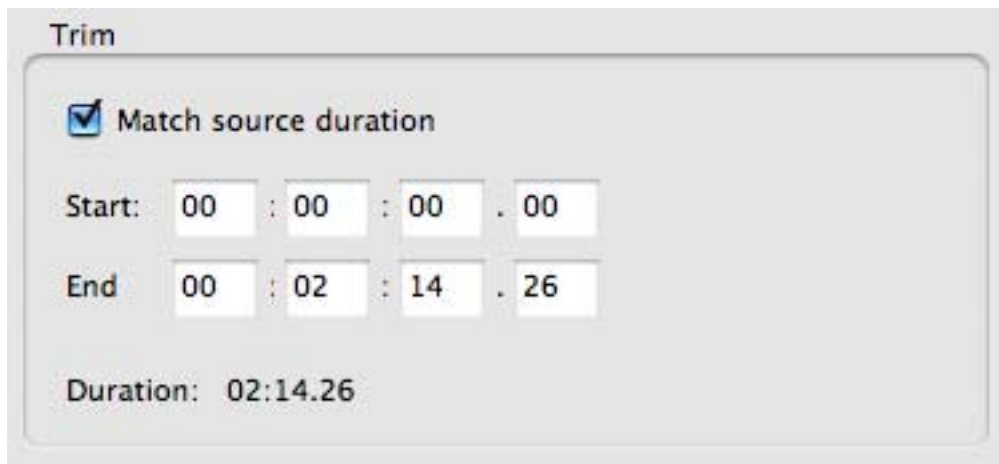 Trim
Match source duration
Start: 00 : 00 : 00 . 00
End 00 : 02 : 14 . 26
Duration: 02:14.26